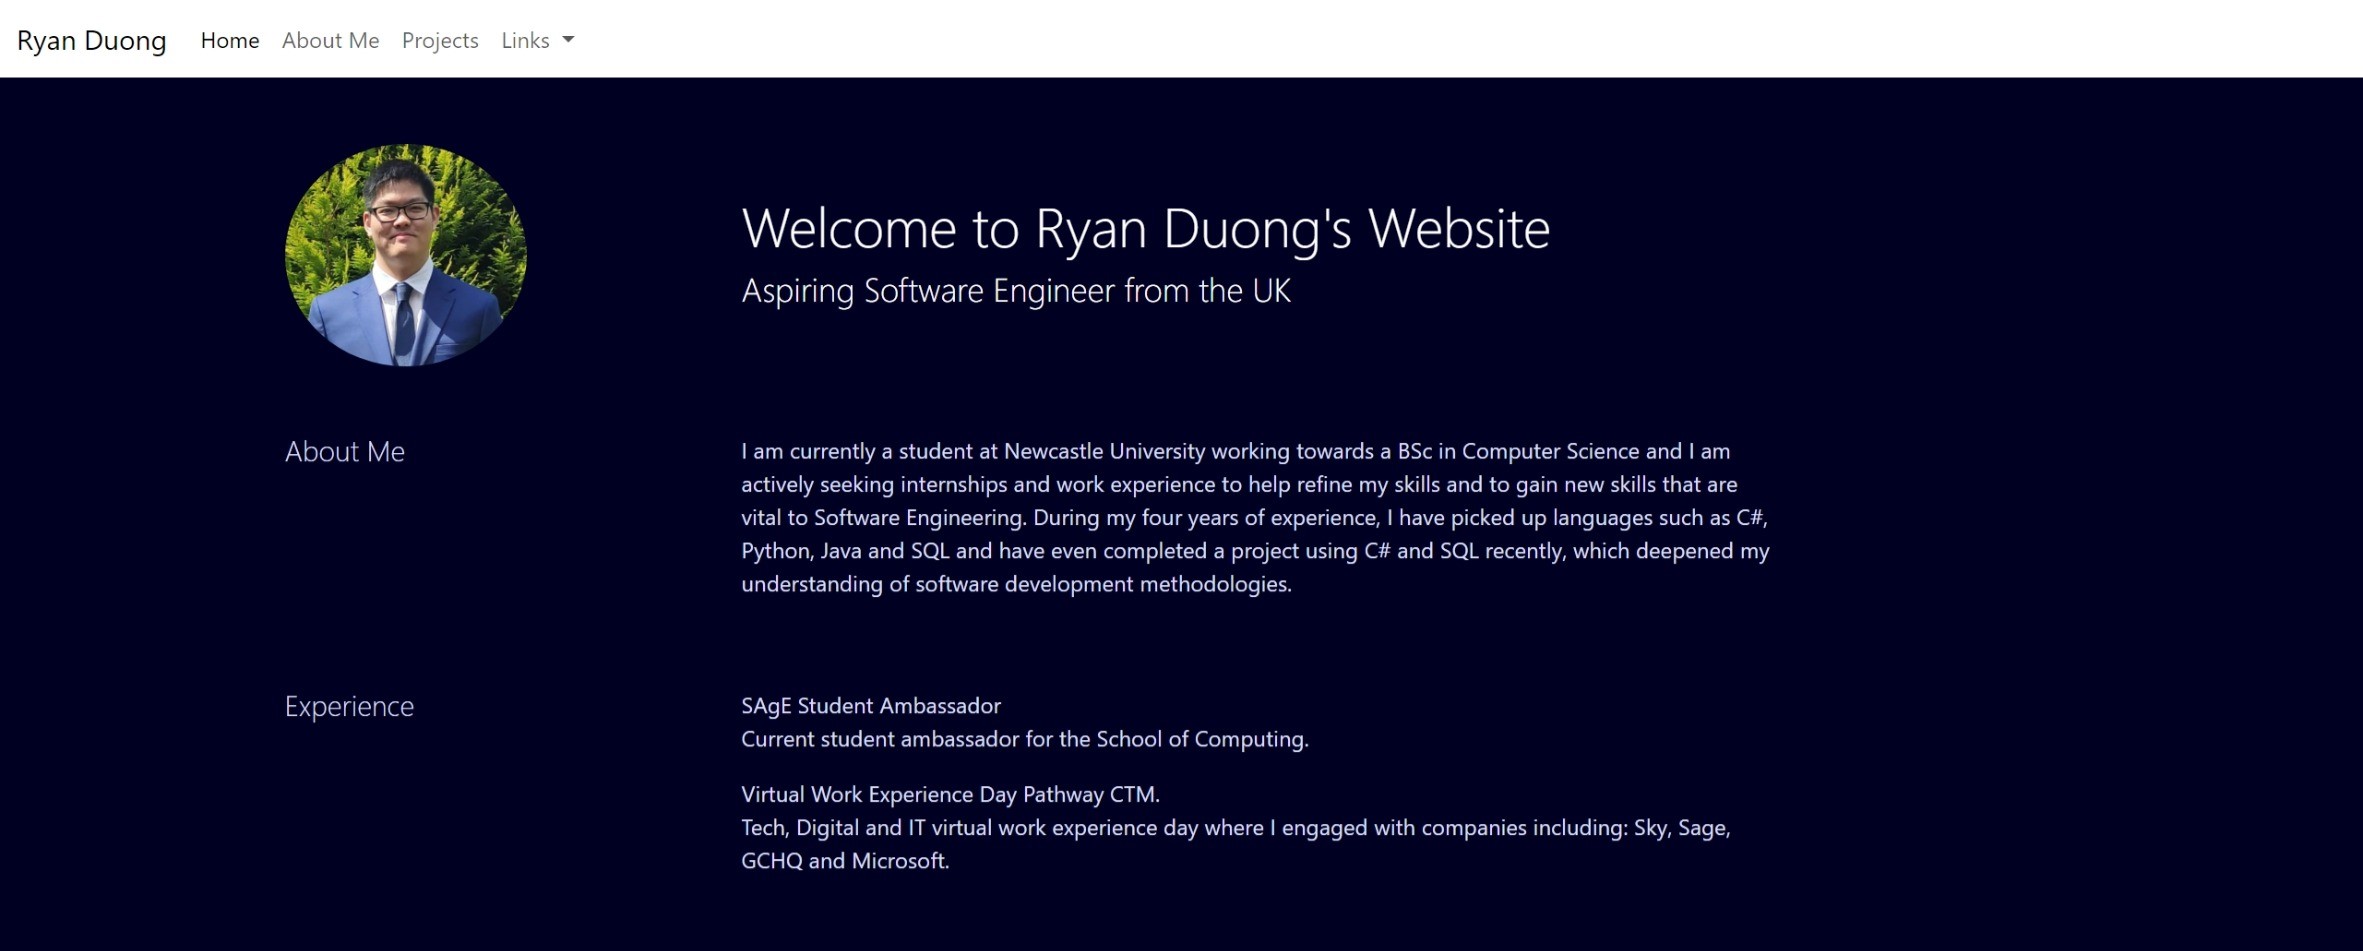 Ryan Duong Home About Me Projects Links
Welcome to Ryan Duong's Website
Aspiring Software Engineer from the UK
About Me
I am currently a student at Newcastle University working towards a BSc in Computer Science and I am
actively seeking internships and work experience to help refine my skills and to gain new skills that are
vital to Software Engineering. During my four years of experience, I have picked up languages such as C#,
Python, Java and SQL and have even completed a project using C# and SQL recently, which deepened my
understanding of software development methodologies.
Experience
SAgE Student Ambassador
Current student ambassador for the School of Computing.
Virtual Work Experience Day Pathway CTM.
Tech, Digital and IT virtual work experience day where I engaged with companies including: Sky, Sage,
GCHQ and Microsoft.